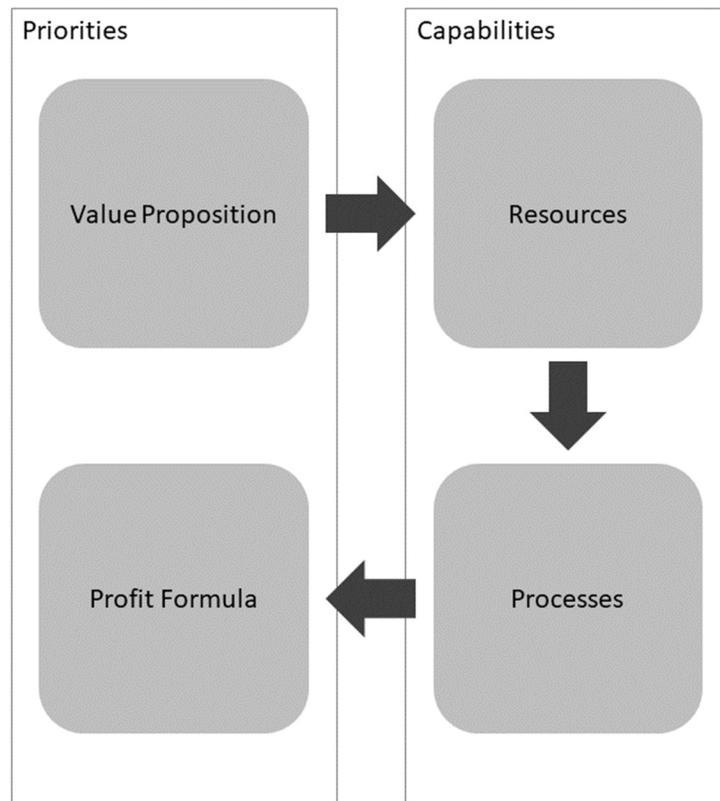 Priorities
Capabilities
Value Proposition
Resources
Profit Formula
Processes